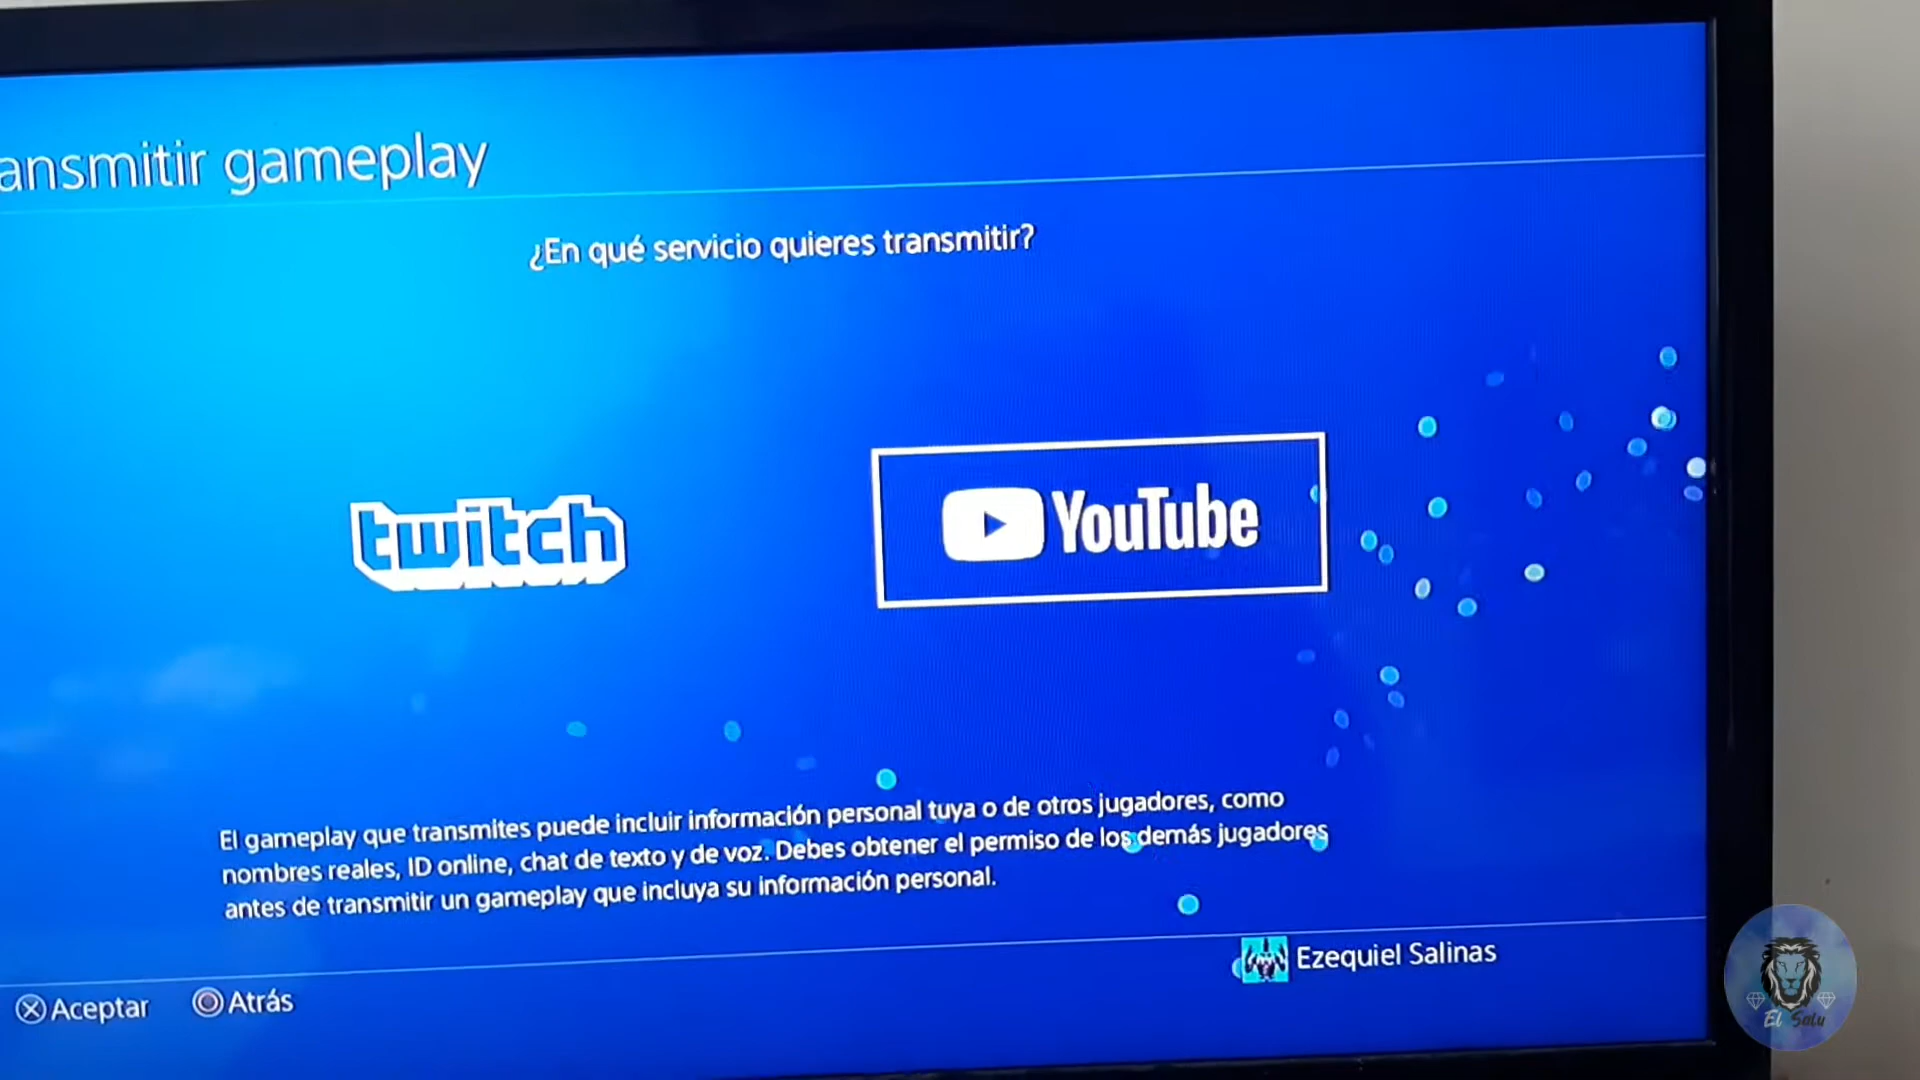 ansmitir gameplay
¿En qué servicio quieres transmitir?
twitch
YouTube
El gameplay que transmites puede incluir información personal tuya o de otros jugadores, como
nombres reales, ID online, chat de texto y de voz. Debes obtener el permiso de los demás jugadores
antes de transmitir un gameplay que incluya su información personal.
Ezequiel Salinas
Aceptar
Atrás
El Salu